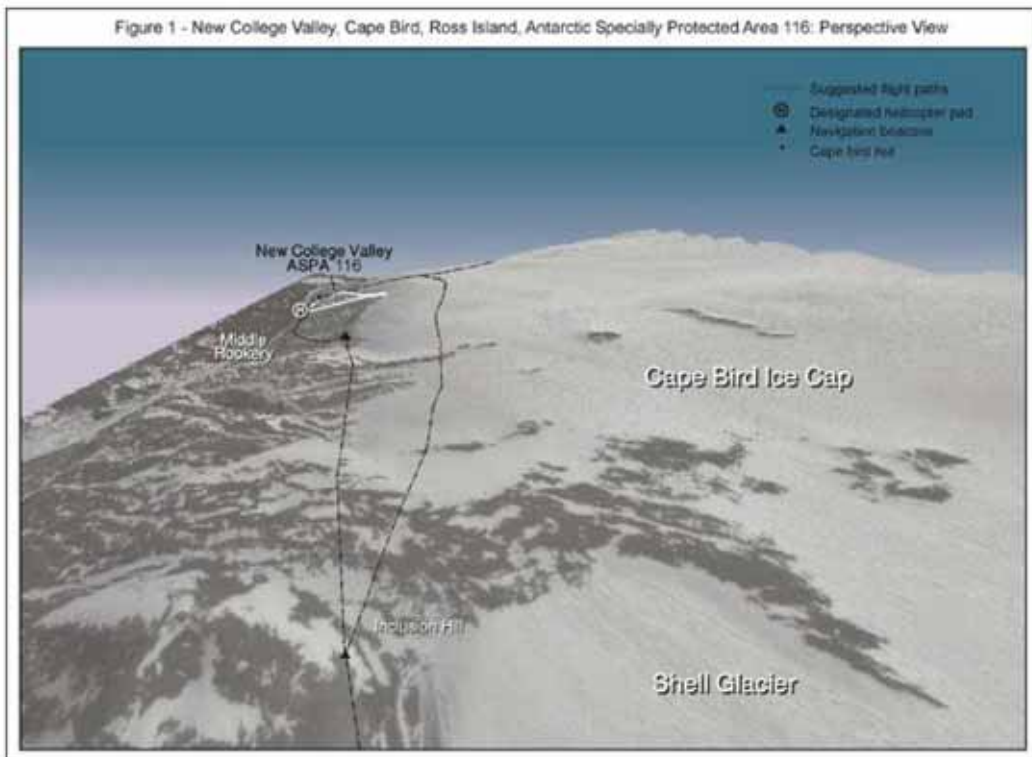 Figure 1 - New College Valley, Cape Bird, Ross Island, Antarctic Specially Protected Area 116: Perspective View
Suggested flight paths
Designated helicopter pad
Navigation beacons
Cape bird hut
New College Valley
ASPA 116
H
Middle
Rookery
Cape Bird Ice Cap
Inclusion Hill
Shell Glacier